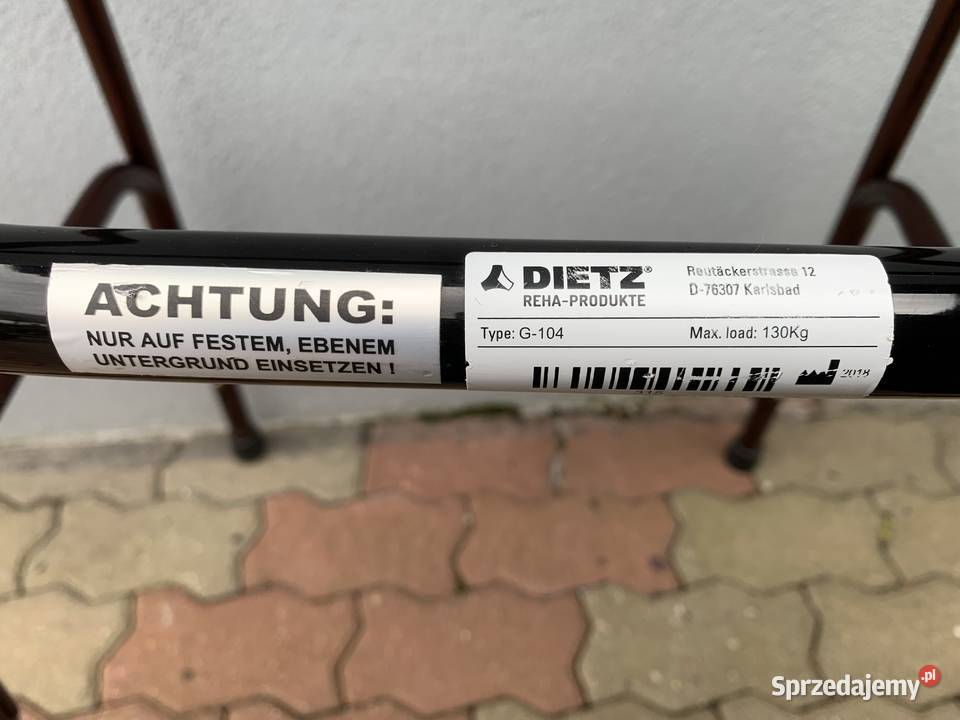 ACHTUNG:
NUR AUF FESTEM, EBENEM
UNTERGRUND EINSETZEN !
DIETZ®
REHA-PRODUKTE
Reutäckerstrasse 12
D-76307 Karlsbad
Type: G-104
Max. load: 130Kg
2018
Sprzedajemy.pl